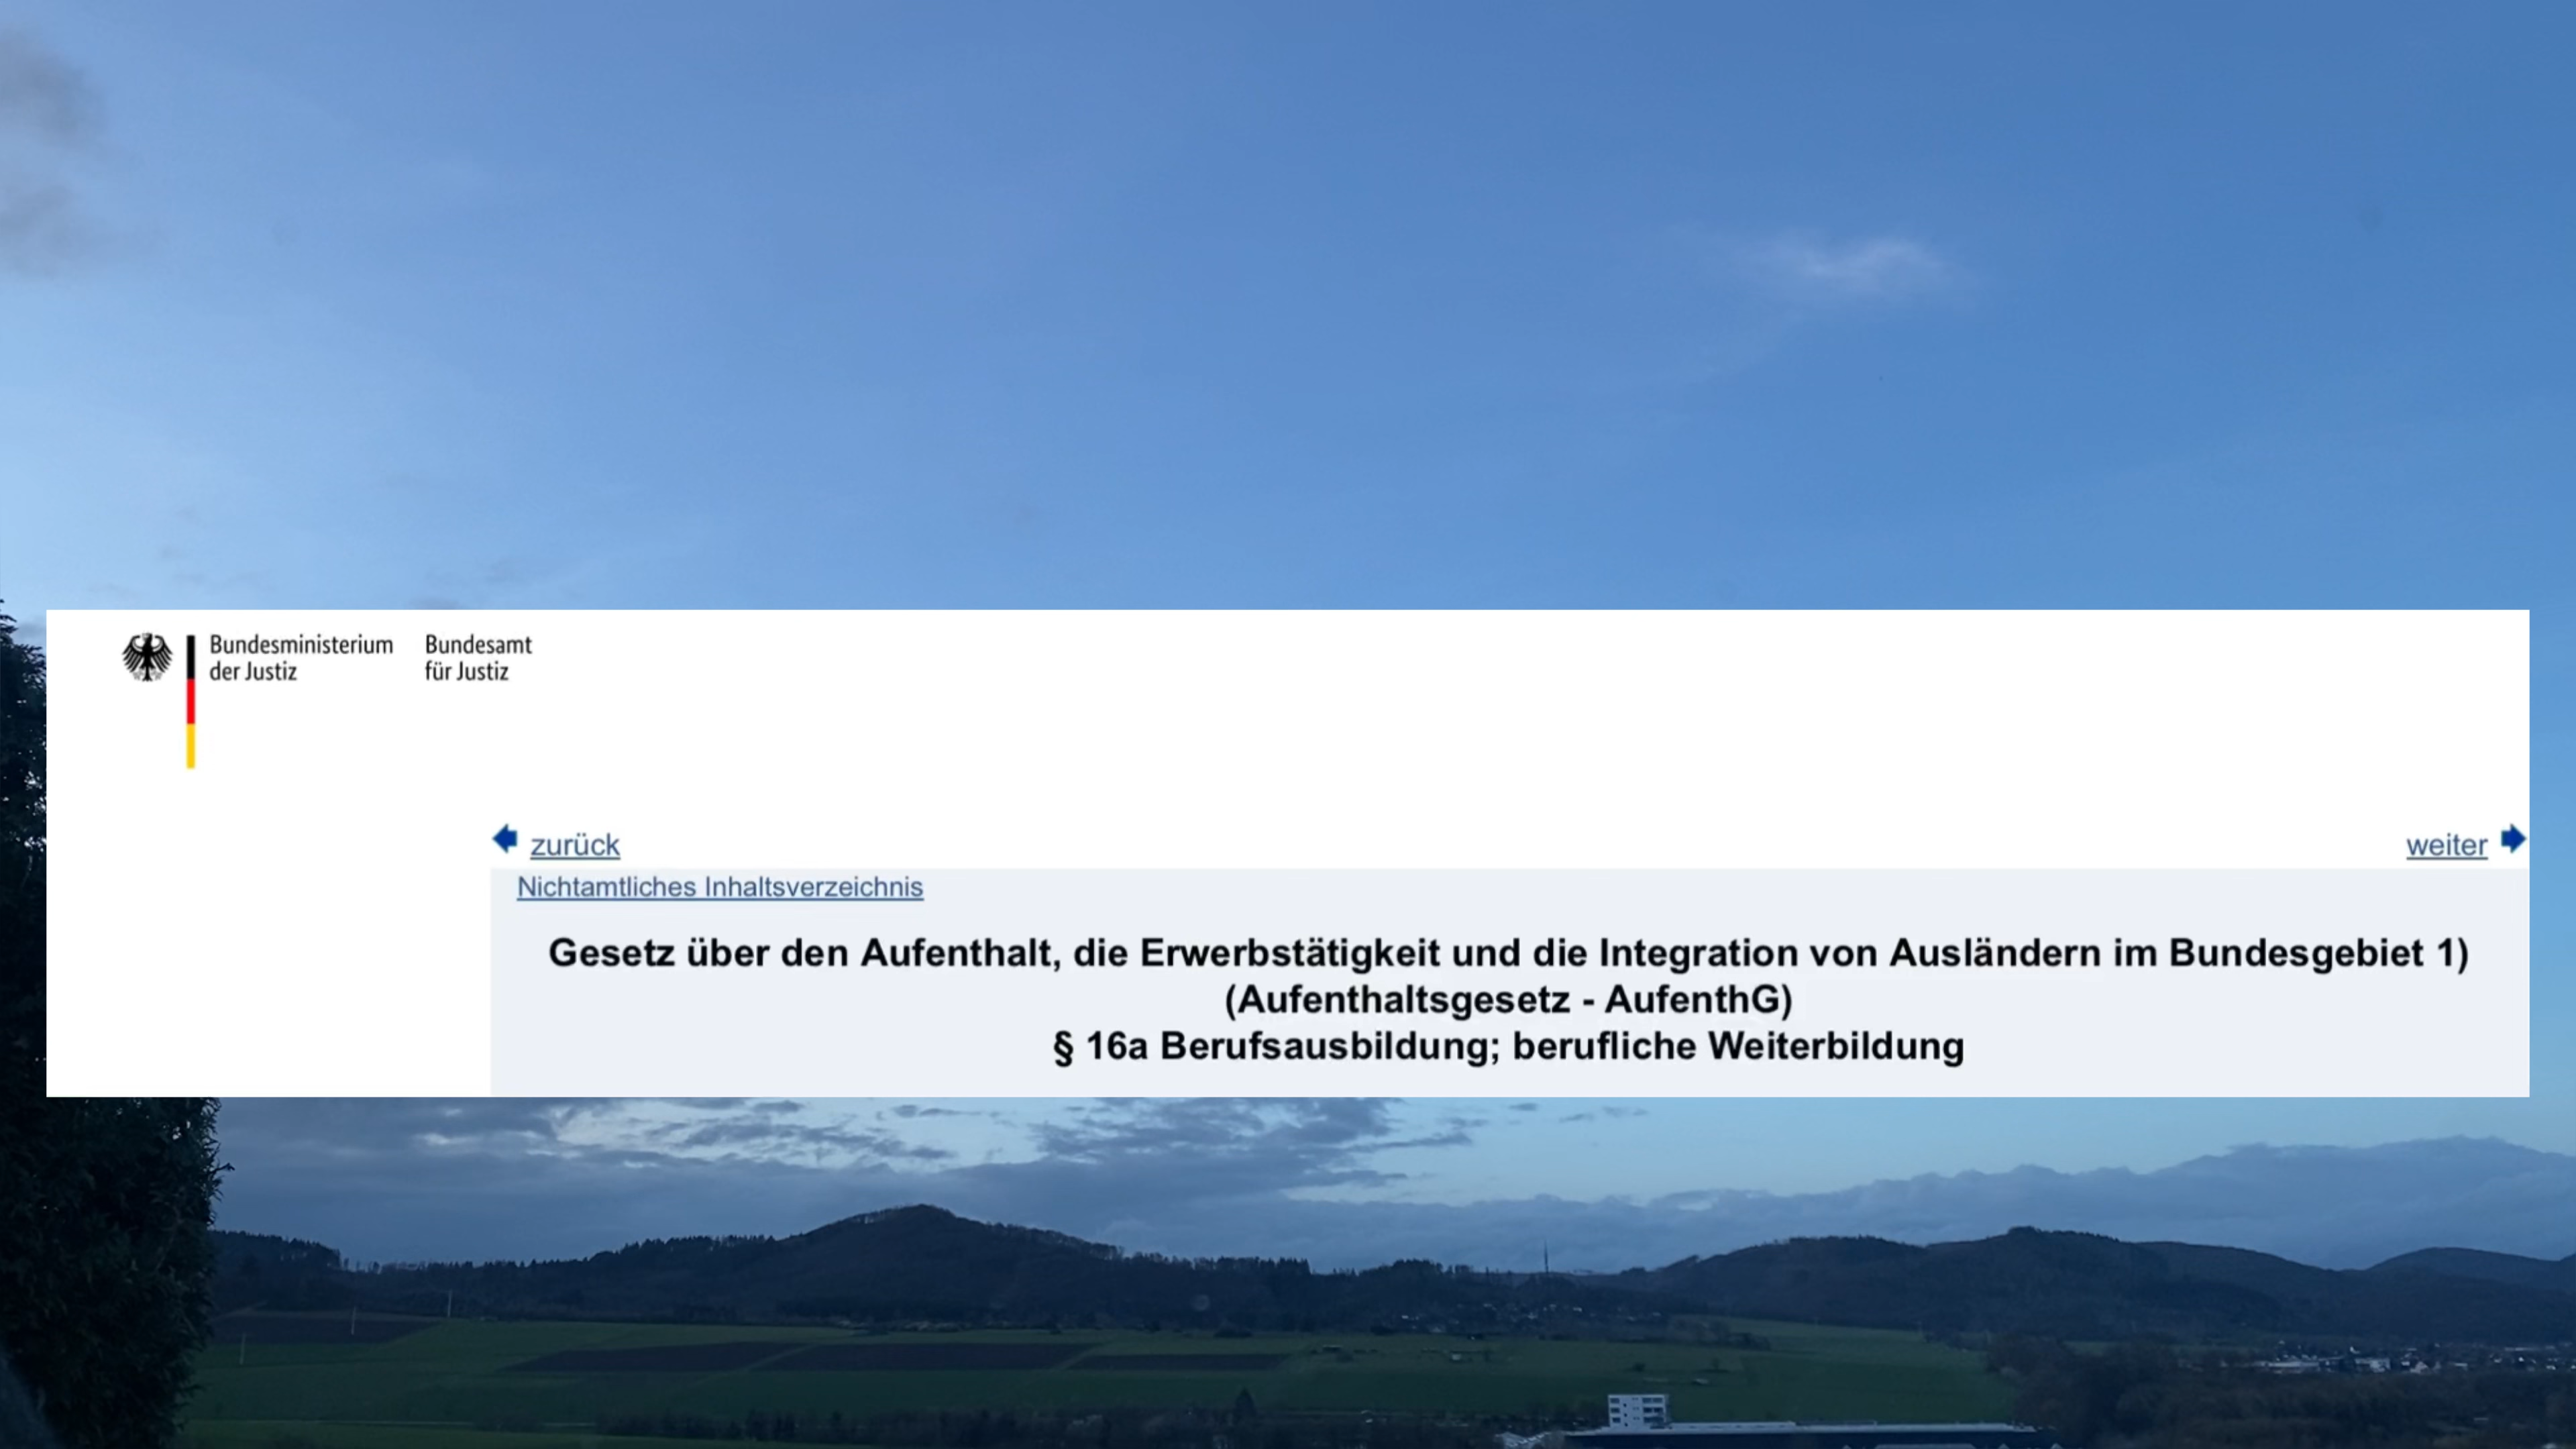 Bundesministerium
der Justiz
Bundesamt
für Justiz
zurück
weiter
Nichtamtliches Inhaltsverzeichnis
Gesetz über den Aufenthalt, die Erwerbstätigkeit und die Integration von Ausländern im Bundesgebiet 1)
(Aufenthaltsgesetz - AufenthG)
§ 16a Berufsausbildung; berufliche Weiterbildung